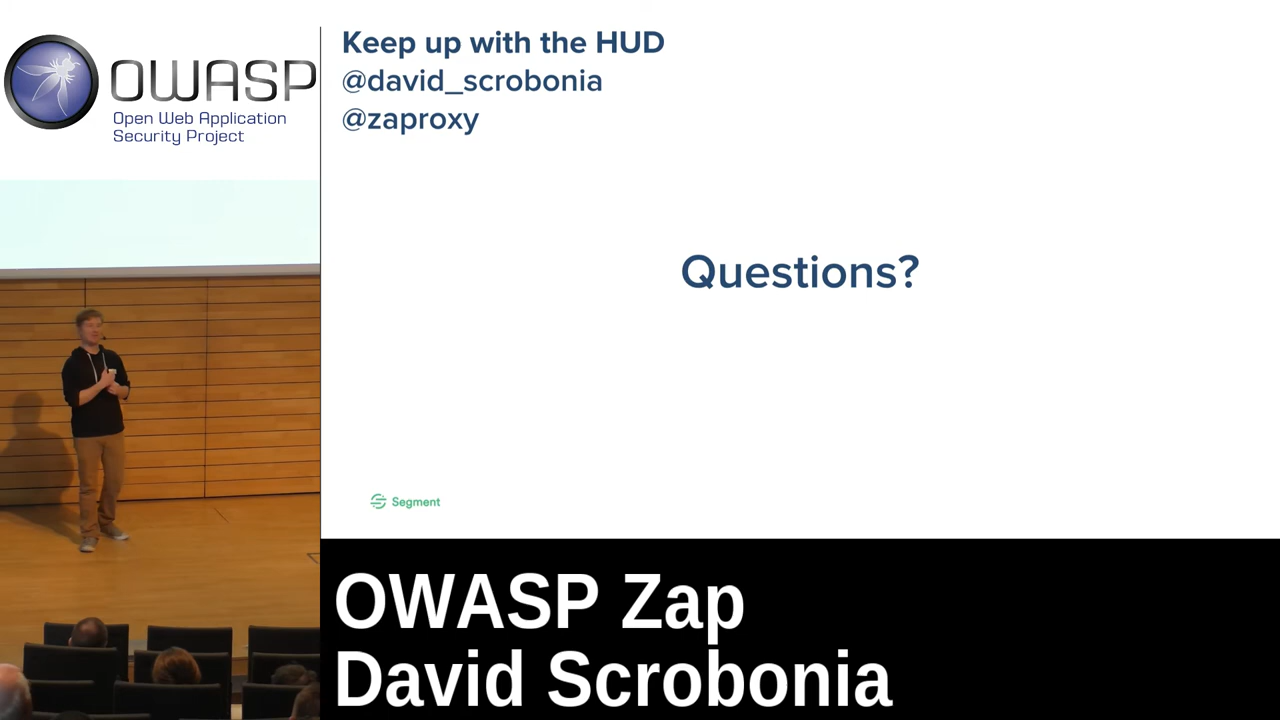 OWASP
Open Web Application
Security Project
Keep up with the HUD
@david_scrobonia
@zaproxy
Questions?
Segment
OWASP Zap
David Scrobonia